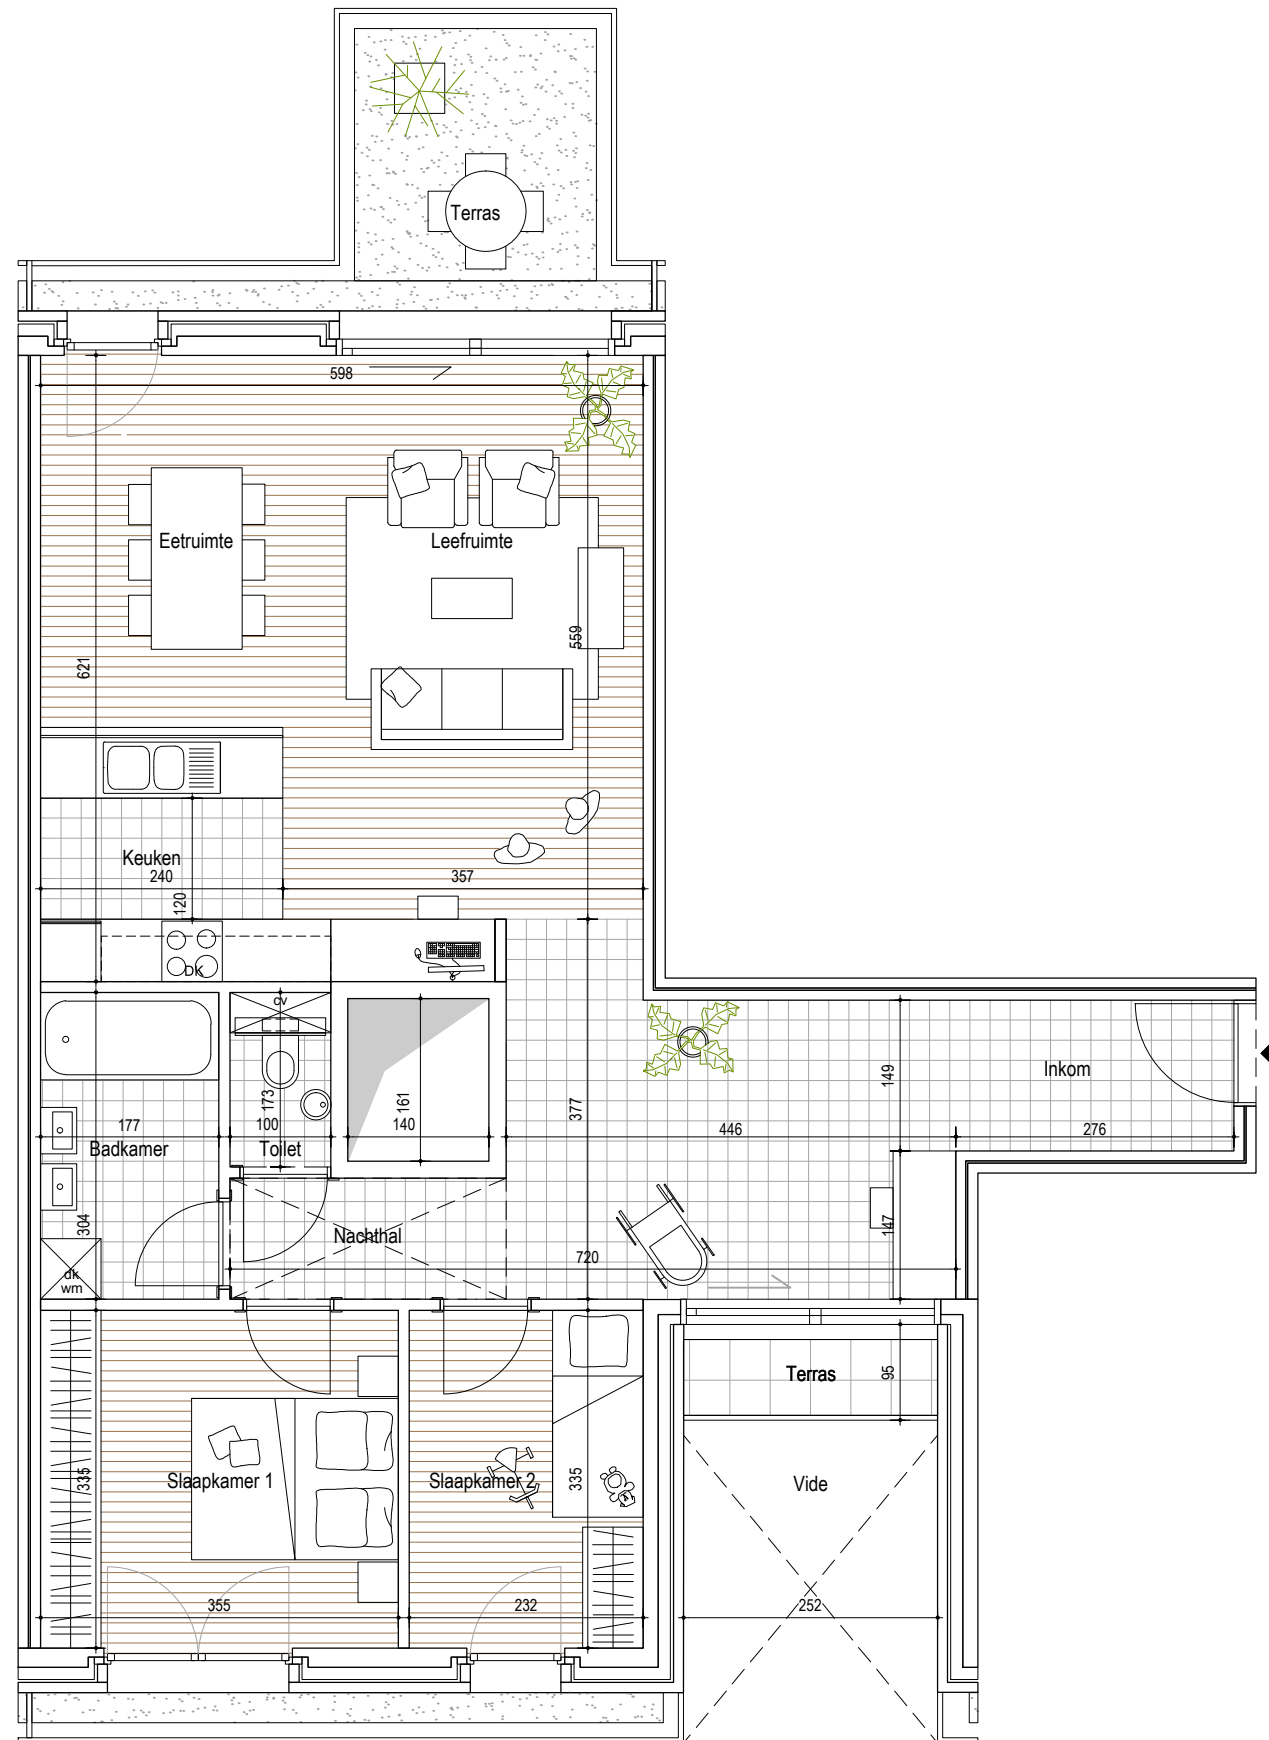 Terras
598
Eetruimte
Leefruimte
621
559
Keuken
240
357
120
DK
cv
Inkom
149
173
161
377
177
100
140
446
276
Badkamer
Toilet
304
Nachthal
147
720
dk
wm
Terras
95
335
Slaapkamer 1
Slaapkamer 2
335
Vide
355
232
252